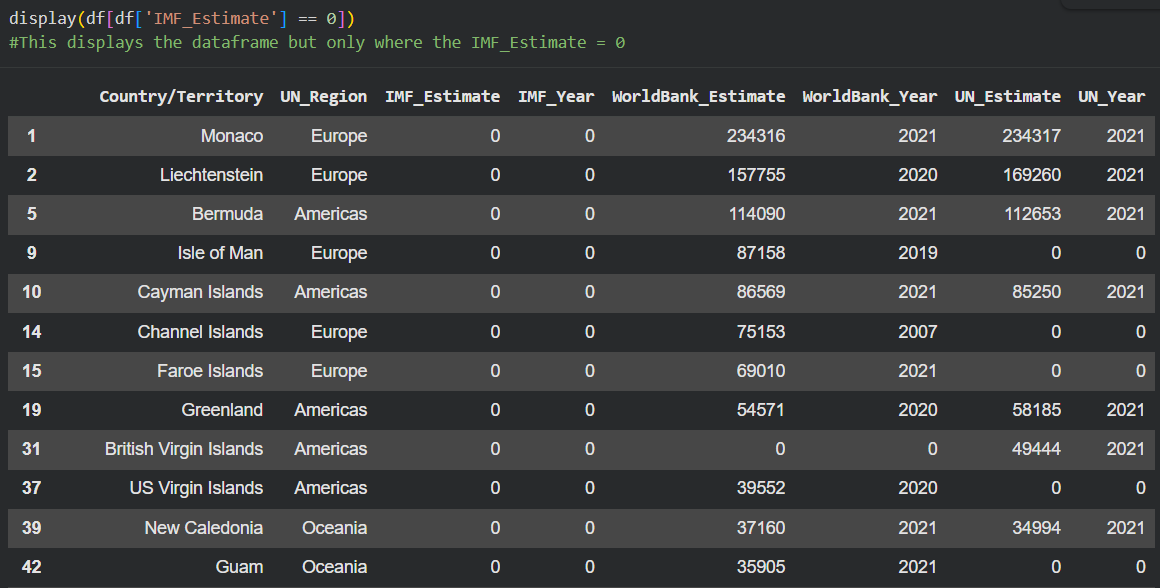 display(df[df['IMF_Estimate'] == 0])
#This displays the dataframe but only where the IMF_Estimate = 0
Country/Territory UN_Region IMF_Estimate IMF_Year WorldBank_Estimate WorldBank_Year UN_Estimate UN_Year
1 Monaco Europe 0 0 234316 2021 234317 2021
2 Liechtenstein Europe 0 0 157755 2020 169260 2021
5 Bermuda Americas 0 0 114090 2021 112653 2021
9 Isle of Man Europe 0 0 87158 2019 0 0
10 Cayman Islands Americas 0 0 86569 2021 85250 2021
14 Channel Islands Europe 0 0 75153 2007 0 0
15 Faroe Islands Europe 0 0 69010 2021 0 0
19 Greenland Americas 0 0 54571 2020 58185 2021
31 British Virgin Islands Americas 0 0 0 0 49444 2021
37 US Virgin Islands Americas 0 0 39552 2020 0 0
39 New Caledonia Oceania 0 0 37160 2021 34994 2021
42 Guam Oceania 0 0 35905 2021 0 0